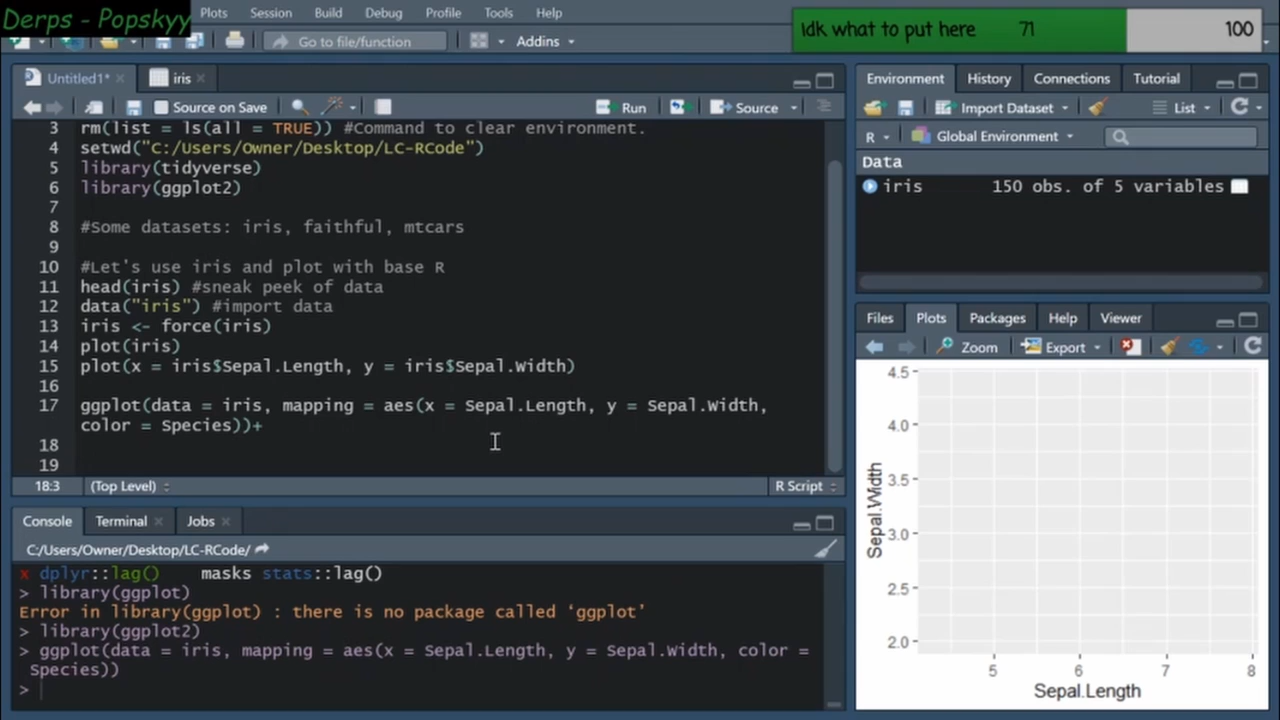 Derps - Popskyy
Plots Session Build Debug Profile Tools Help
Idk what to put here 71 100
Go to file/function Addins
Untitled1* iris
Source on Save Run Source
3 rm(list = ls(all = TRUE)) #Command to clear environment.
4 setwd("C:/Users/Owner/Desktop/LC-RCode")
5 library(tidyverse)
6 library(ggplot2)
7
8 #Some datasets: iris, faithful, mtcars
9
10 #Let's use iris and plot with base R
11 head(iris) #sneak peek of data
12 data("iris") #import data
13 iris <- force(iris)
14 plot(iris)
15 plot(x = iris$Sepal.Length, y = iris$Sepal.Width)
16
17 ggplot(data = iris, mapping = aes(x = Sepal.Length, y = Sepal.Width,
color = Species))+
18
19
18:3 (Top Level) R Script
Console Terminal Jobs
C:/Users/Owner/Desktop/LC-RCode/
x dplyr::lag() masks stats::lag()
> library(ggplot)
Error in library(ggplot) : there is no package called ‘ggplot’
> library(ggplot2)
> ggplot(data = iris, mapping = aes(x = Sepal.Length, y = Sepal.Width, color =
Species))
>
Environment History Connections Tutorial
Import Dataset List
R Global Environment
Data
iris 150 obs. of 5 variables
Files Plots Packages Help Viewer
Zoom Export
4.5
4.0
3.5
3.0
2.5
2.0
Sepal.Width
5 6 7 8
Sepal.Length